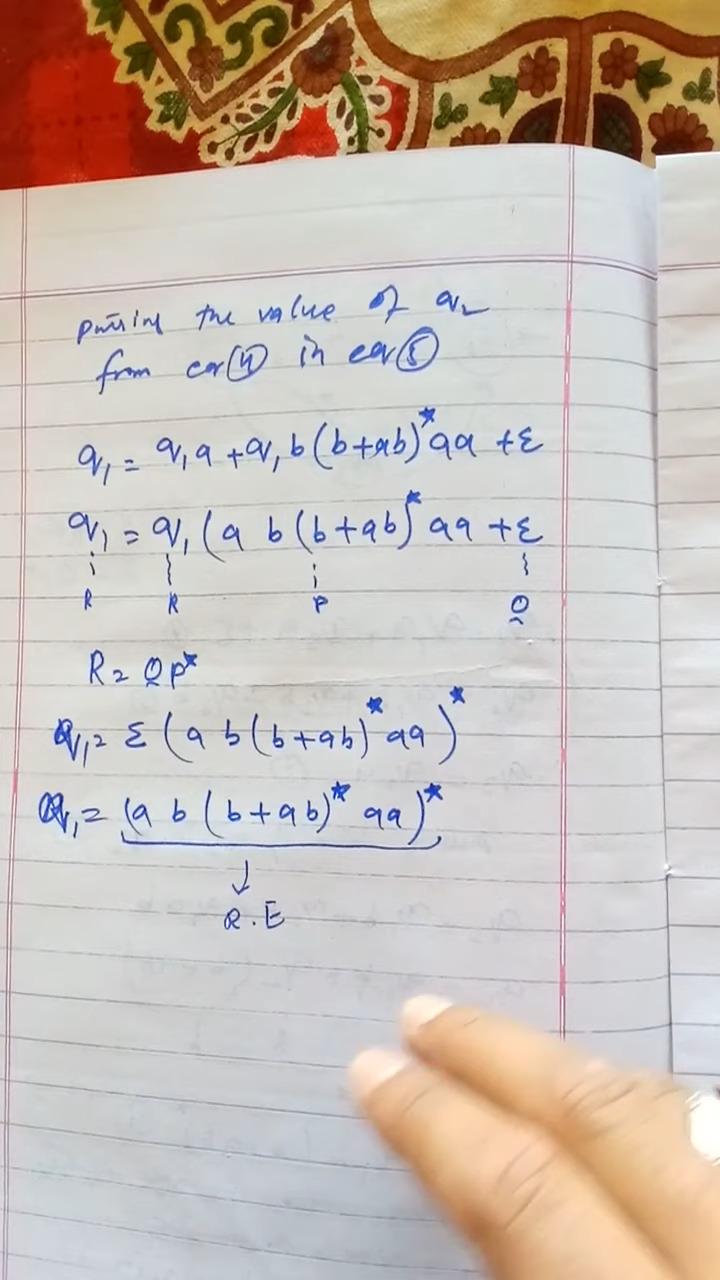 putting the value of q₂
from eq(4) in eq(5)
q₁ = q₁a + q₁b(b+ab)*aa + ε
q₁ = q₁(a b(b+ab)* aa + ε
R R P Q
R = QP*
q₁ = ε(a b(b+ab)* aa)*
q₁ = (a b(b+ab)* aa)*
↓
R.E